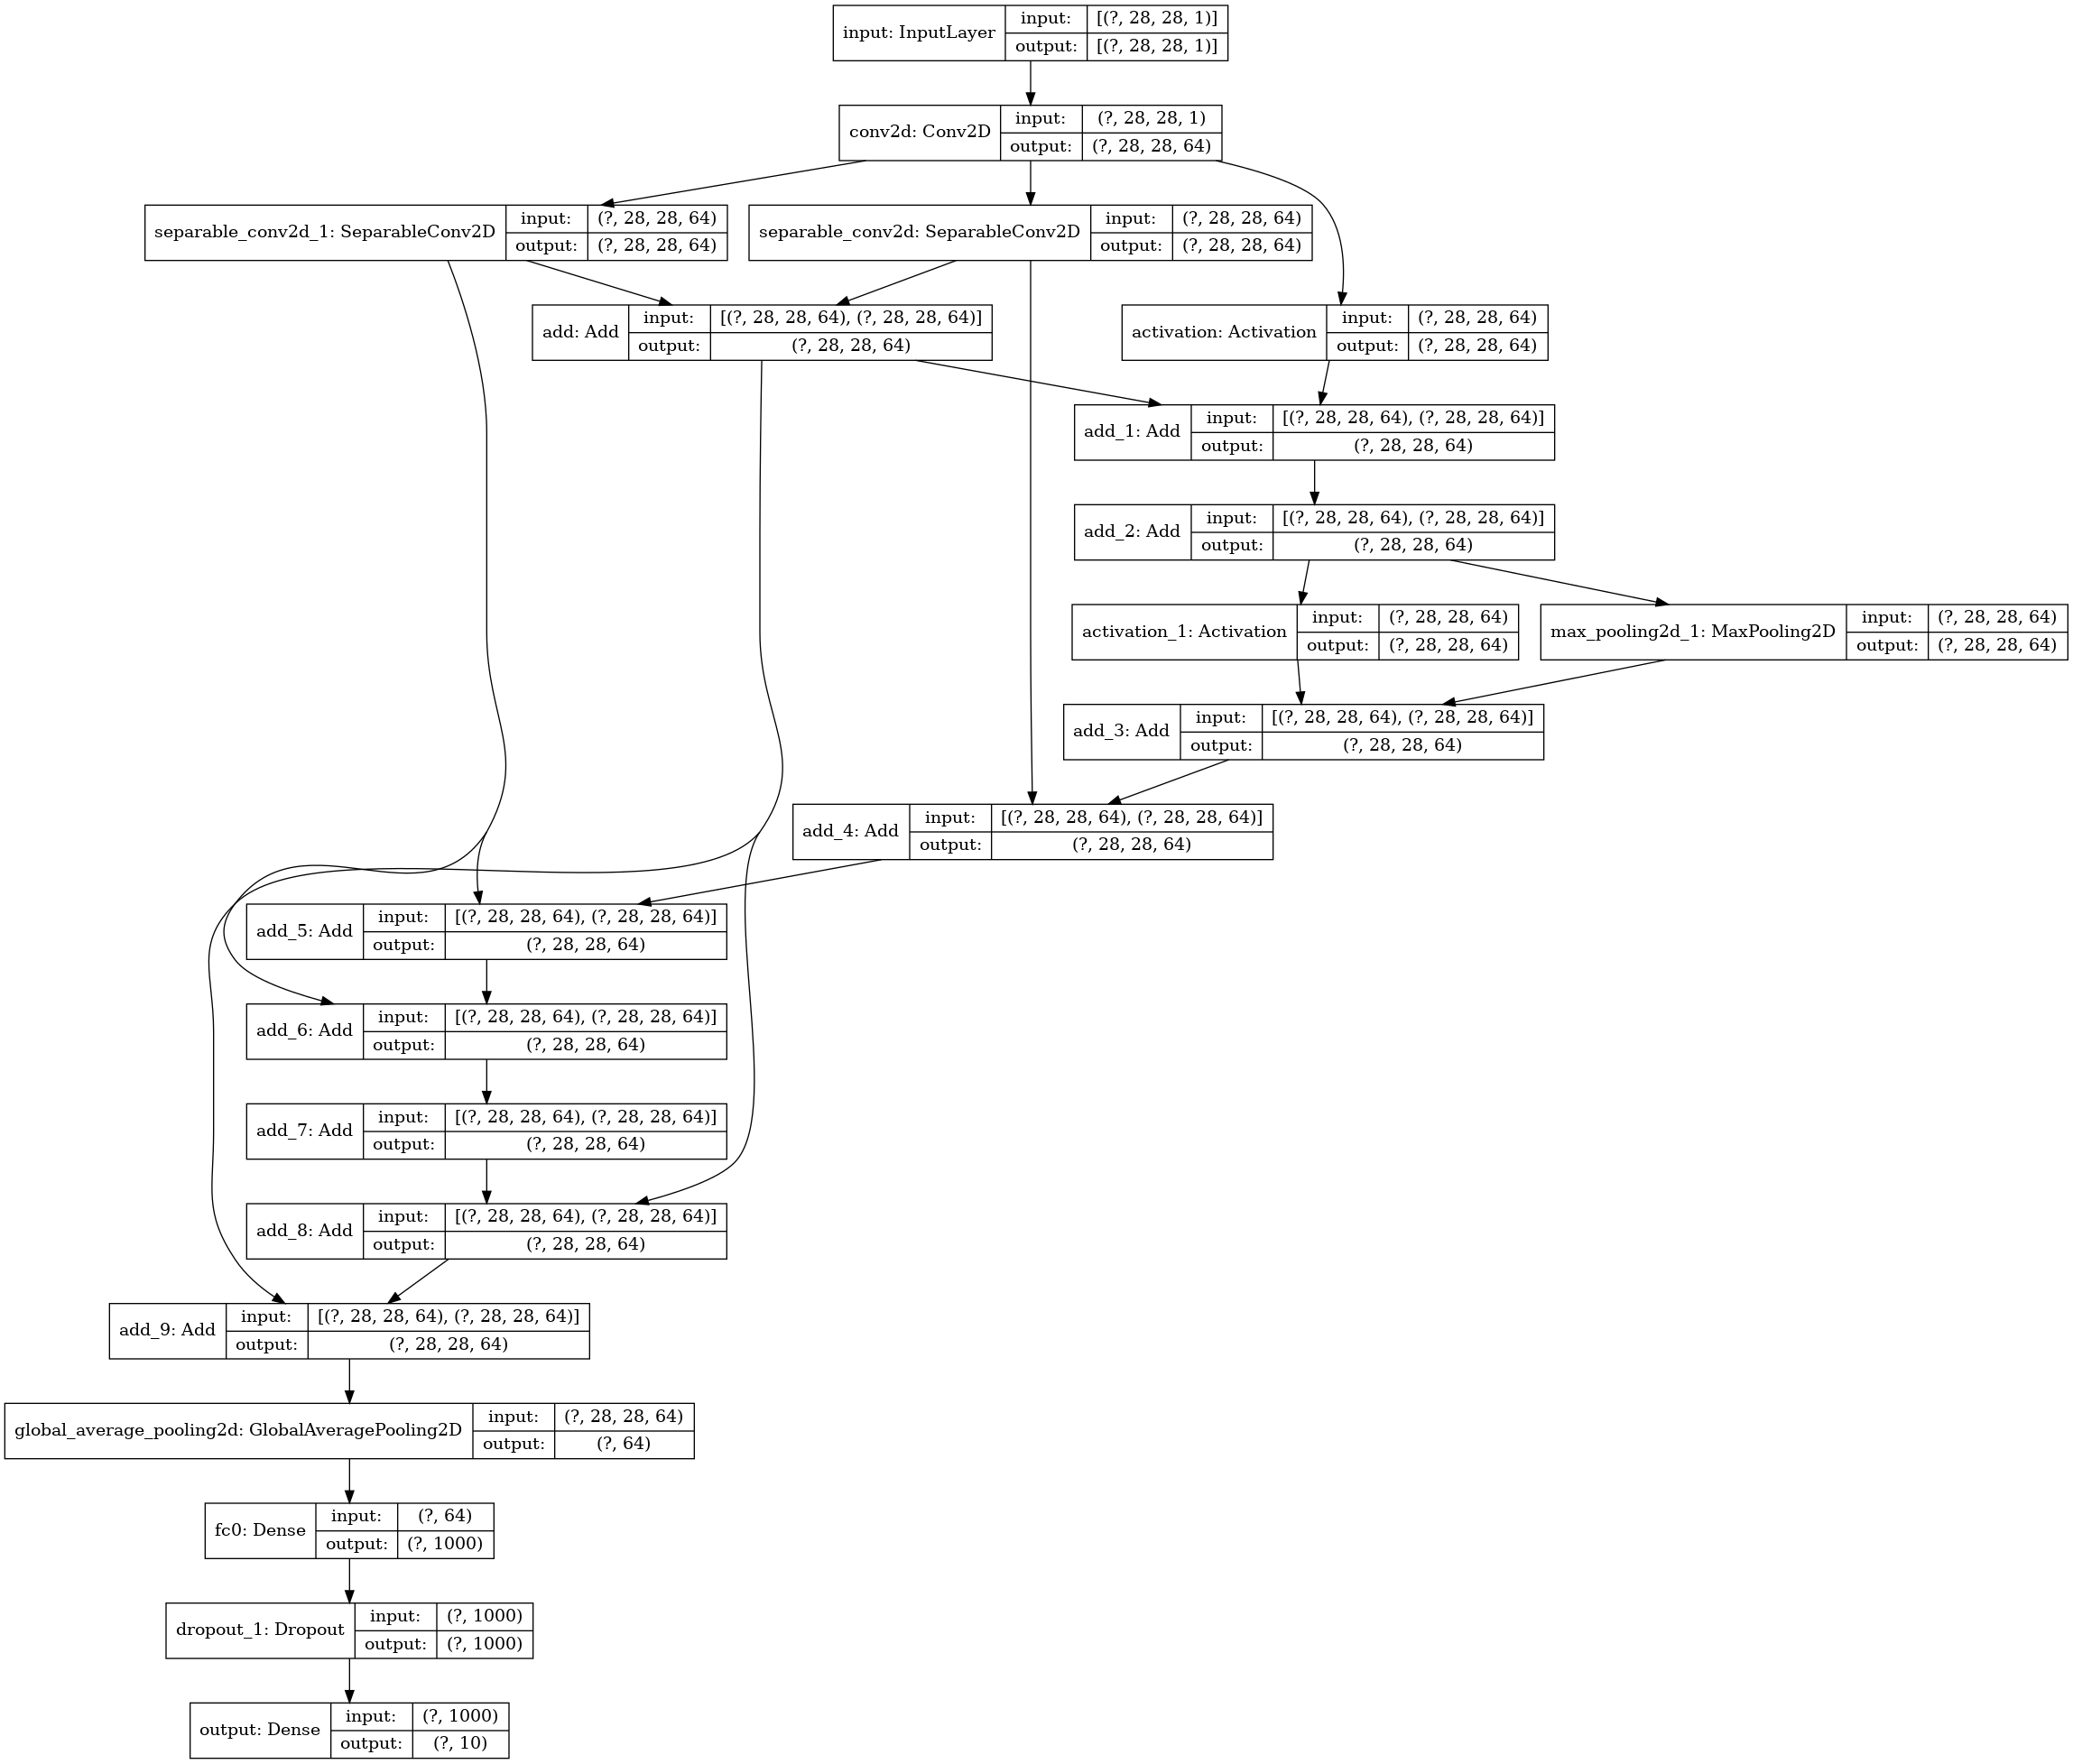 input: InputLayer
input:
[(?, 28, 28, 1)]
output:
[(?, 28, 28, 1)]
conv2d: Conv2D
input:
(?, 28, 28, 1)
output:
(?, 28, 28, 64)
separable_conv2d_1: SeparableConv2D
input:
(?, 28, 28, 64)
output:
(?, 28, 28, 64)
separable_conv2d: SeparableConv2D
input:
(?, 28, 28, 64)
output:
(?, 28, 28, 64)
add: Add
input:
[(?, 28, 28, 64), (?, 28, 28, 64)]
output:
(?, 28, 28, 64)
activation: Activation
input:
(?, 28, 28, 64)
output:
(?, 28, 28, 64)
add_1: Add
input:
[(?, 28, 28, 64), (?, 28, 28, 64)]
output:
(?, 28, 28, 64)
add_2: Add
input:
[(?, 28, 28, 64), (?, 28, 28, 64)]
output:
(?, 28, 28, 64)
activation_1: Activation
input:
(?, 28, 28, 64)
output:
(?, 28, 28, 64)
max_pooling2d_1: MaxPooling2D
input:
(?, 28, 28, 64)
output:
(?, 28, 28, 64)
add_3: Add
input:
[(?, 28, 28, 64), (?, 28, 28, 64)]
output:
(?, 28, 28, 64)
add_4: Add
input:
[(?, 28, 28, 64), (?, 28, 28, 64)]
output:
(?, 28, 28, 64)
add_5: Add
input:
[(?, 28, 28, 64), (?, 28, 28, 64)]
output:
(?, 28, 28, 64)
add_6: Add
input:
[(?, 28, 28, 64), (?, 28, 28, 64)]
output:
(?, 28, 28, 64)
add_7: Add
input:
[(?, 28, 28, 64), (?, 28, 28, 64)]
output:
(?, 28, 28, 64)
add_8: Add
input:
[(?, 28, 28, 64), (?, 28, 28, 64)]
output:
(?, 28, 28, 64)
add_9: Add
input:
[(?, 28, 28, 64), (?, 28, 28, 64)]
output:
(?, 28, 28, 64)
global_average_pooling2d: GlobalAveragePooling2D
input:
(?, 28, 28, 64)
output:
(?, 64)
fc0: Dense
input:
(?, 64)
output:
(?, 1000)
dropout_1: Dropout
input:
(?, 1000)
output:
(?, 1000)
output: Dense
input:
(?, 1000)
output:
(?, 10)